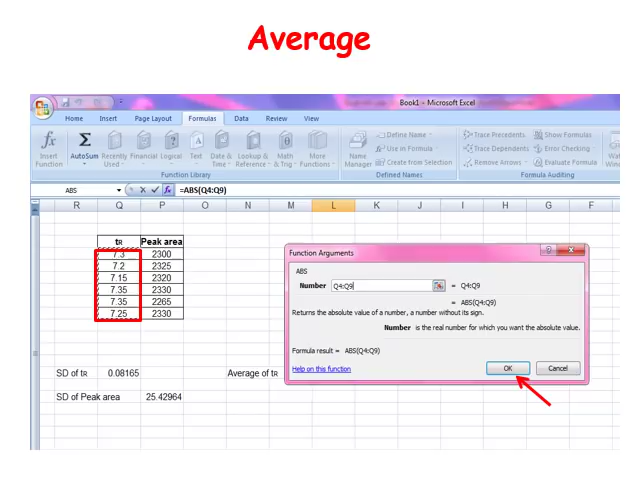 Average
Book1 - Microsoft Excel
Home Insert Page Layout Formulas Data Review View
Insert Function
AutoSum
Recently Used
Financial
Logical
Text
Date & Time
Lookup & Reference
Math & Trig
More Functions
Function Library
Name Manager
Define Name
Use in Formula
Create from Selection
Defined Names
Trace Precedents
Trace Dependents
Remove Arrows
Show Formulas
Error Checking
Evaluate Formula
Formula Auditing
ABS =ABS(Q4:Q9)
R Q P O N M L K J I H G F
tR Peak area
7.3 2300
7.2 2325
7.15 2320
7.35 2330
7.35 2265
7.25 2330
SD of tR 0.08165 Average of tR
SD of Peak area 25.42964
Function Arguments
ABS
Number Q4:Q9 = Q4:Q9
= ABS(Q4:Q9)
Returns the absolute value of a number, a number without its sign.
Number is the real number for which you want the absolute value.
Formula result = ABS(Q4:Q9)
Help on this function OK Cancel